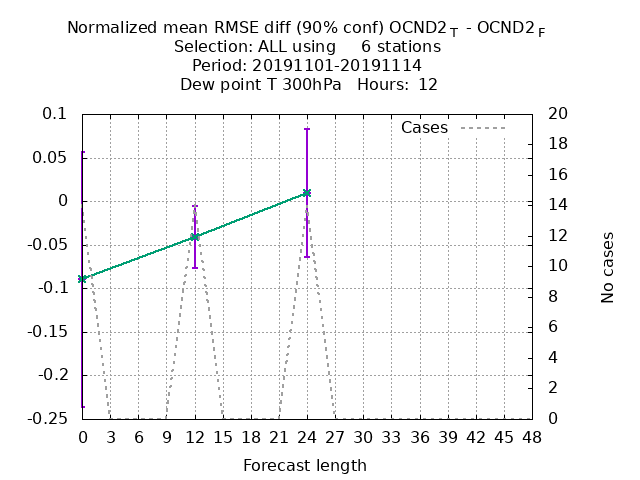 Normalized mean RMSE diff (90% conf) OCND2 T - OCND2 F
Selection: ALL using 6 stations
Period: 20191101-20191114
Dew point T 300hPa Hours: 12
Cases
0.1
0.05
0
-0.05
-0.1
-0.15
-0.2
-0.25
20
18
16
14
12
10
8
6
4
2
0
No cases
0 3 6 9 12 15 18 21 24 27 30 33 36 39 42 45 48
Forecast length